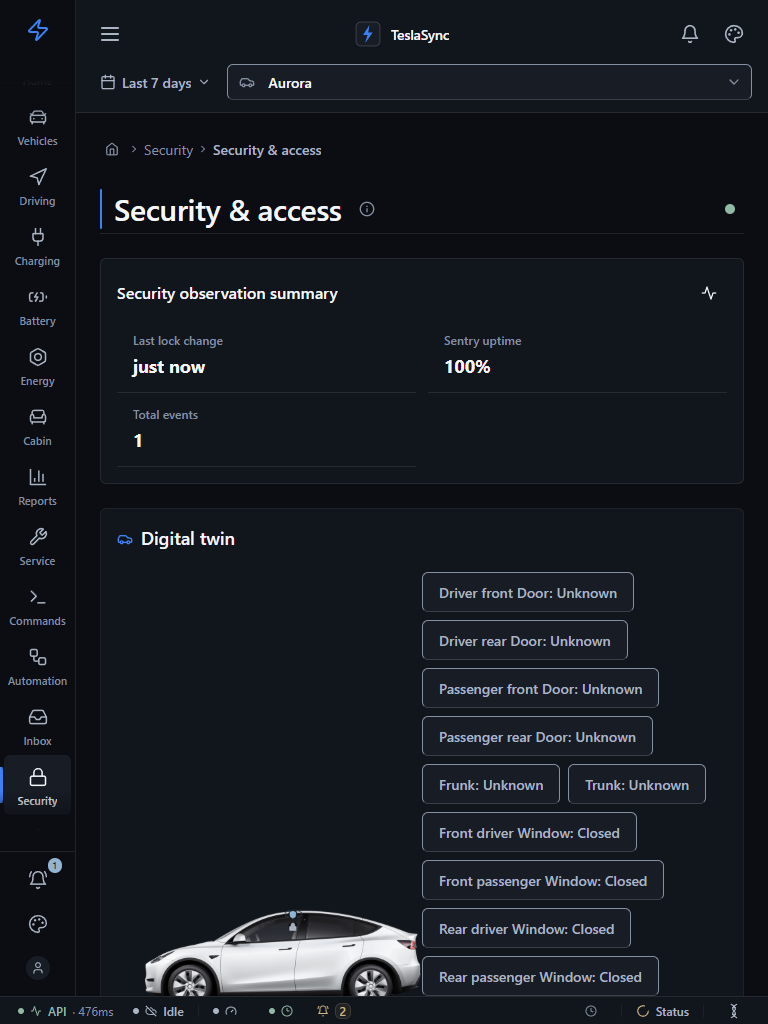 TeslaSync
Last 7 days
Aurora
Vehicles
Driving
Charging
Battery
Energy
Cabin
Reports
Service
Commands
Automation
Inbox
Security
1
Security
Security & access
Security & access
Security observation summary
Last lock change
just now
Sentry uptime
100%
Total events
1
Digital twin
Driver front Door: Unknown
Driver rear Door: Unknown
Passenger front Door: Unknown
Passenger rear Door: Unknown
Frunk: Unknown
Trunk: Unknown
Front driver Window: Closed
Front passenger Window: Closed
Rear driver Window: Closed
Rear passenger Window: Closed
API · 476ms
Idle
2
Status